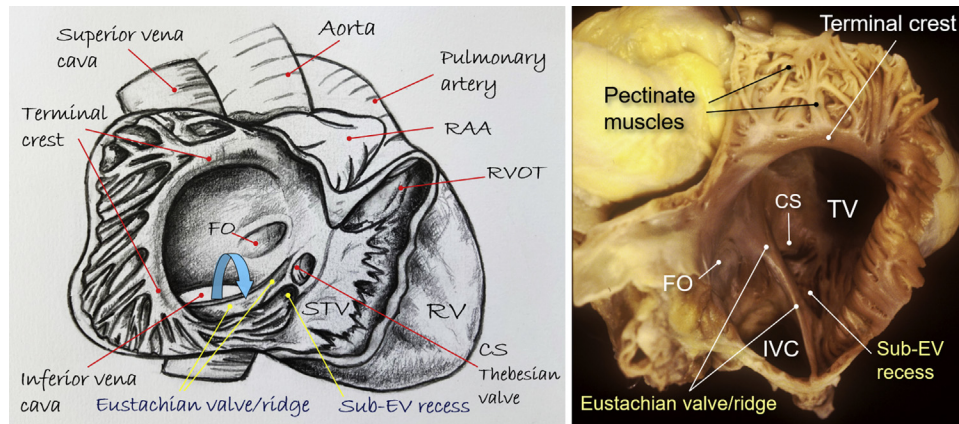 Superior vena
cava
Aorta
Pulmonary
artery
Terminal
crest
RAA
RVOT
FO
STV
RV
CS
Thebesian
valve
Inferior vena
cava
Eustachian valve/ridge
Sub-EV recess
Terminal crest
Pectinate
muscles
CS
TV
FO
IVC
Sub-EV
recess
Eustachian valve/ridge